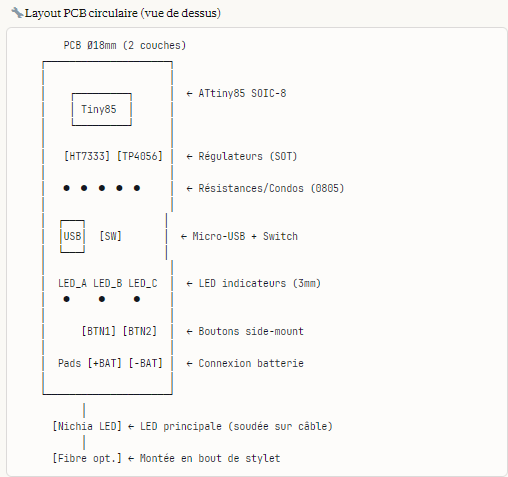 🔧Layout PCB circulaire (vue de dessus)
PCB Ø18mm (2 couches)
← ATtiny85 SOIC-8
Tiny85
[HT7333] [TP4056] ← Régulateurs (SOT)
● ● ● ● ● ← Résistances/Condos (0805)
USB [SW] ← Micro-USB + Switch
LED_A LED_B LED_C ← LED indicateurs (3mm)
● ● ●
[BTN1] [BTN2] ← Boutons side-mount
Pads [+BAT] [-BAT] ← Connexion batterie
[Nichia LED] ← LED principale (soudée sur câble)
[Fibre opt.] ← Montée en bout de stylet